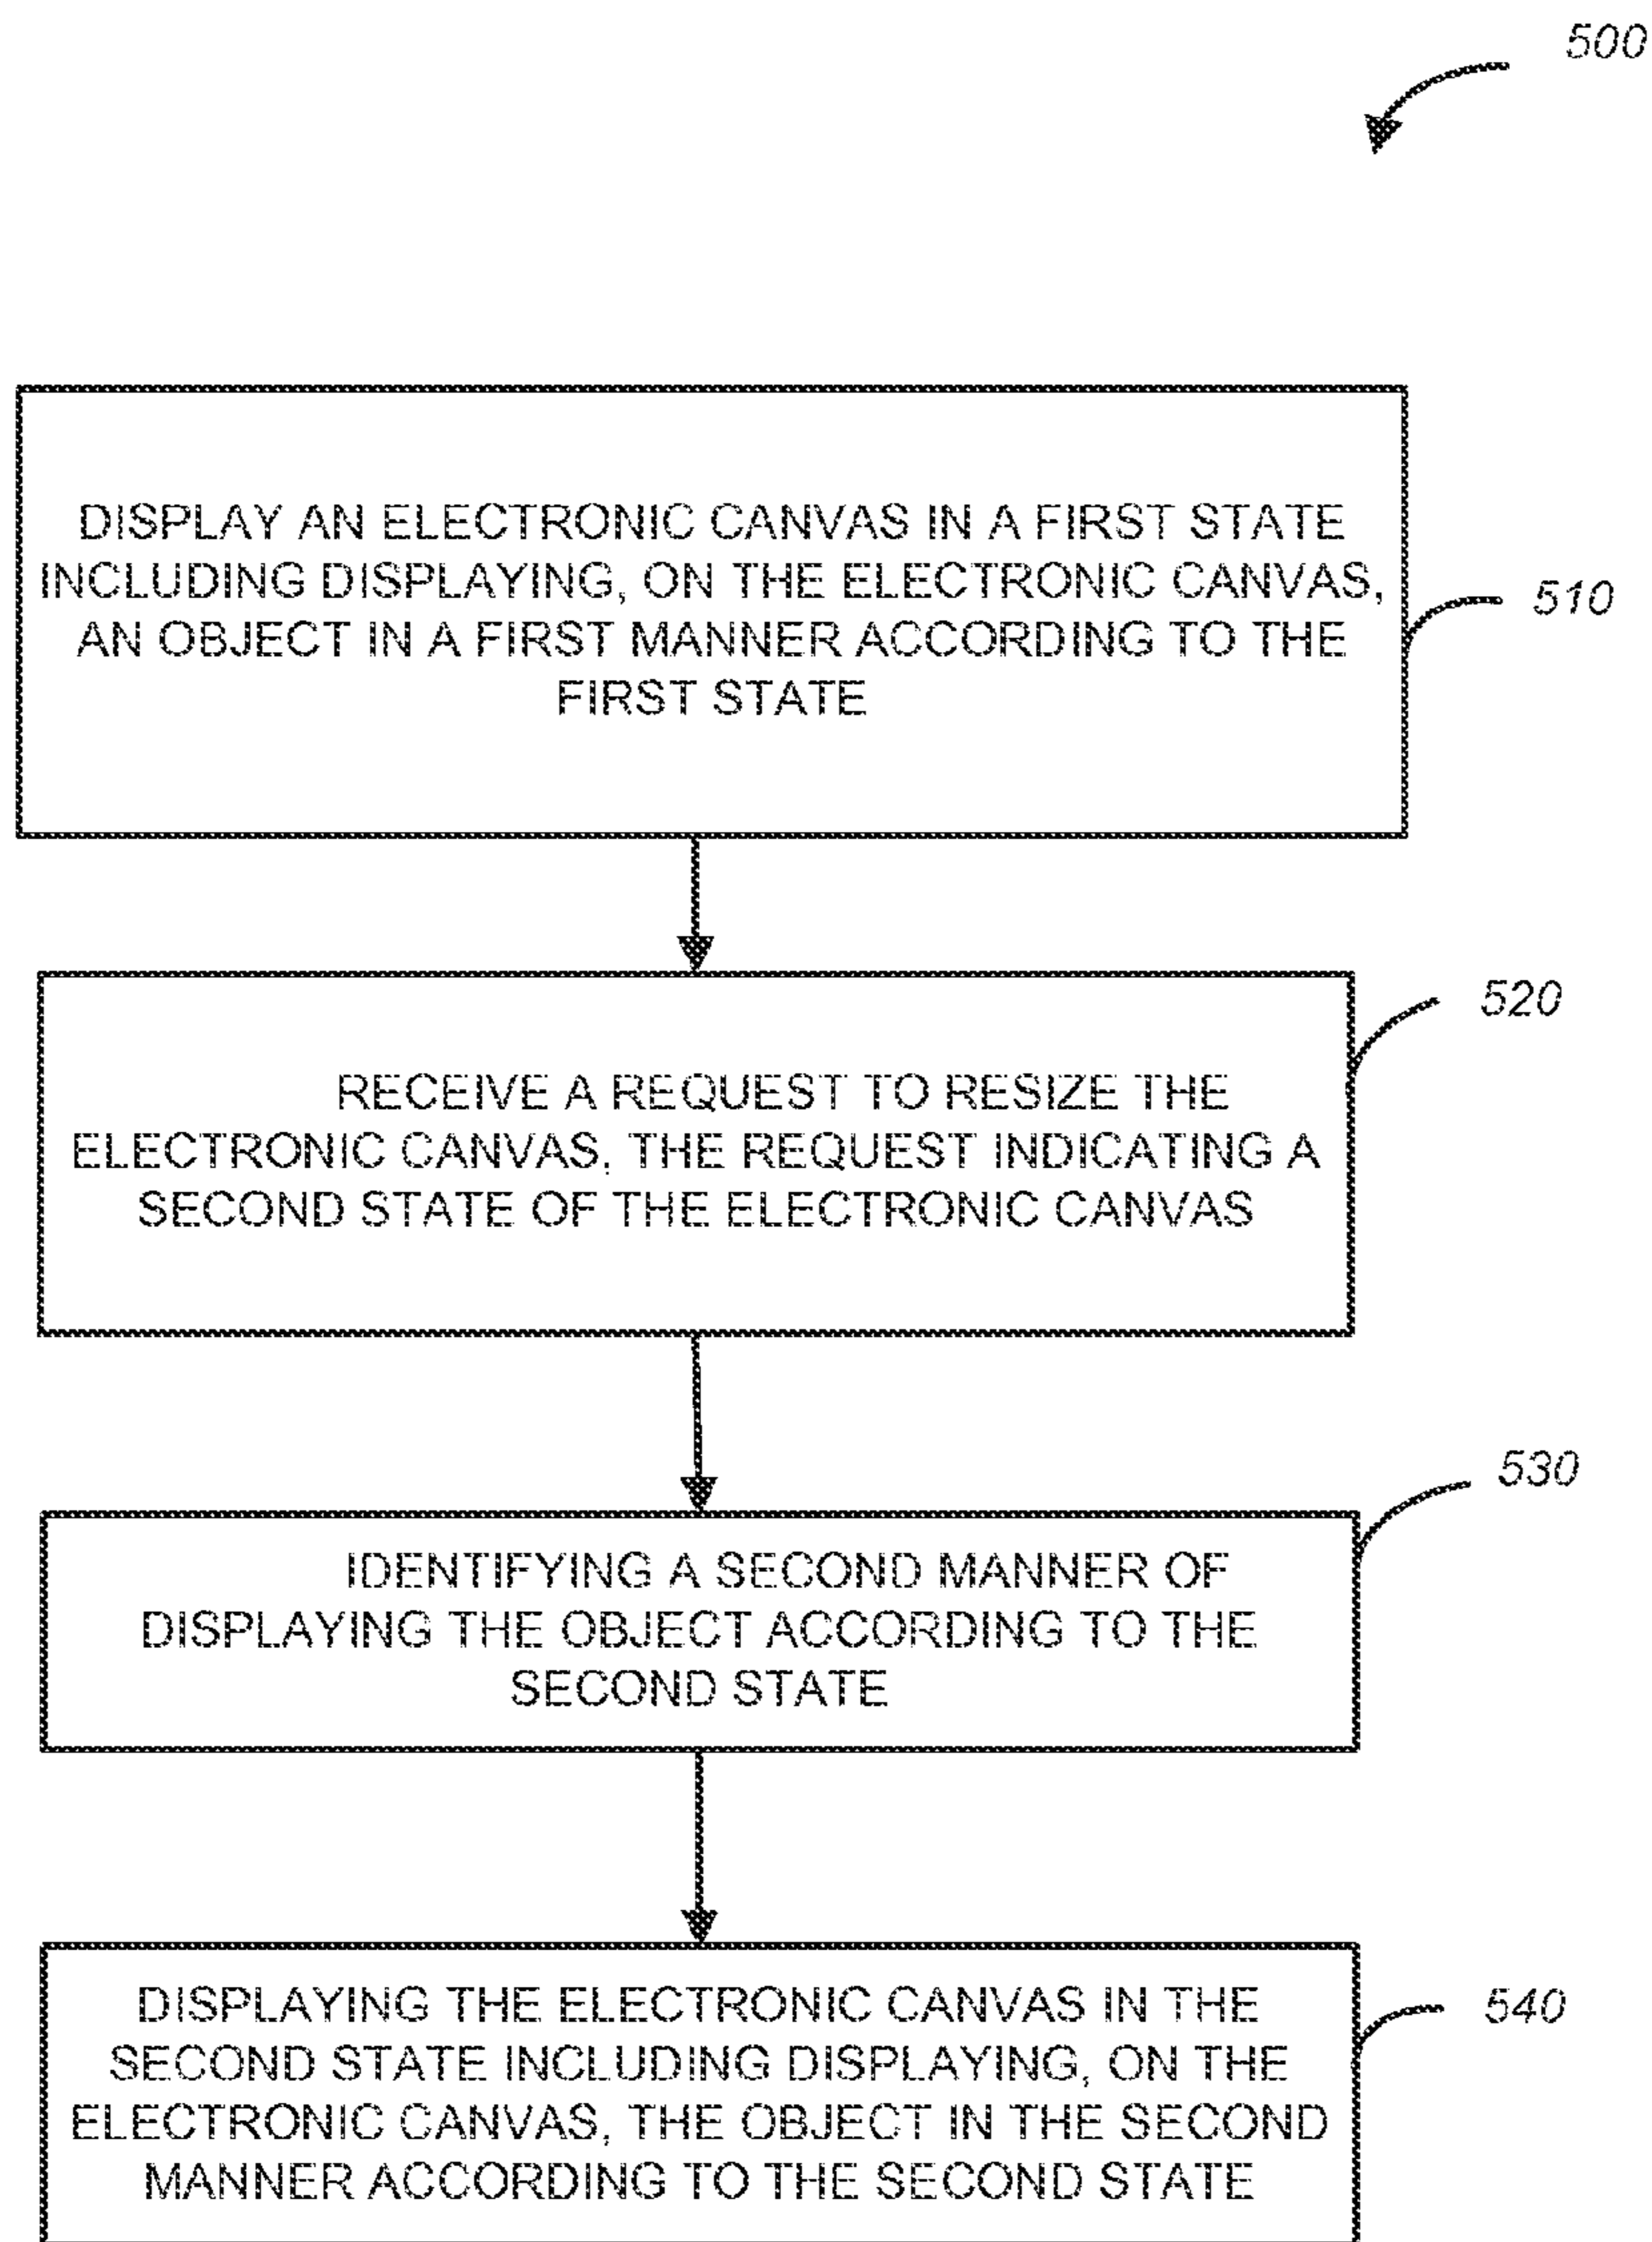 500
DISPLAY AN ELECTRONIC CANVAS IN A FIRST STATE
INCLUDING DISPLAYING, ON THE ELECTRONIC CANVAS,
AN OBJECT IN A FIRST MANNER ACCORDING TO THE
FIRST STATE
510
520
RECEIVE A REQUEST TO RESIZE THE
ELECTRONIC CANVAS, THE REQUEST INDICATING A
SECOND STATE OF THE ELECTRONIC CANVAS
530
IDENTIFYING A SECOND MANNER OF
DISPLAYING THE OBJECT ACCORDING TO THE
SECOND STATE
540
DISPLAYING THE ELECTRONIC CANVAS IN THE
SECOND STATE INCLUDING DISPLAYING, ON THE
ELECTRONIC CANVAS, THE OBJECT IN THE SECOND
MANNER ACCORDING TO THE SECOND STATE